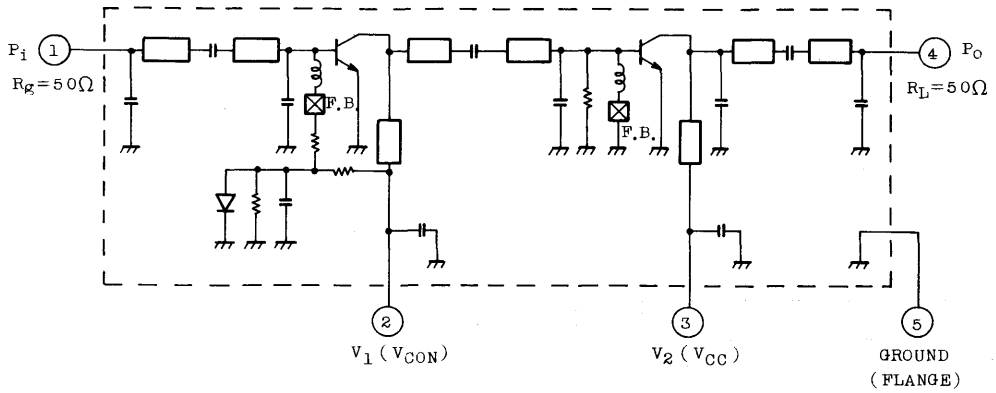 Pi
1
4
Po
Rg=50Ω
RL=50Ω
F.B.
F.B.
2
3
5
V1(VCON)
V2(VCC)
GROUND
(FLANGE)